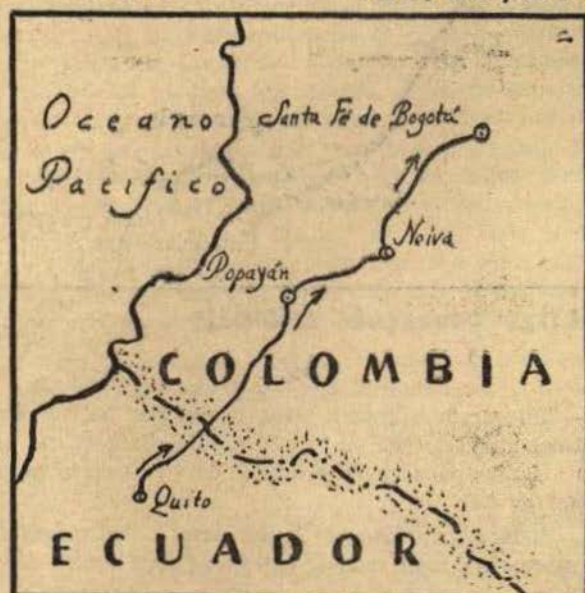 Oceano
Pacifico
Santa Fé de Bogotá
Noiva
Popayán
COLOMBIA
Quito
ECUADOR